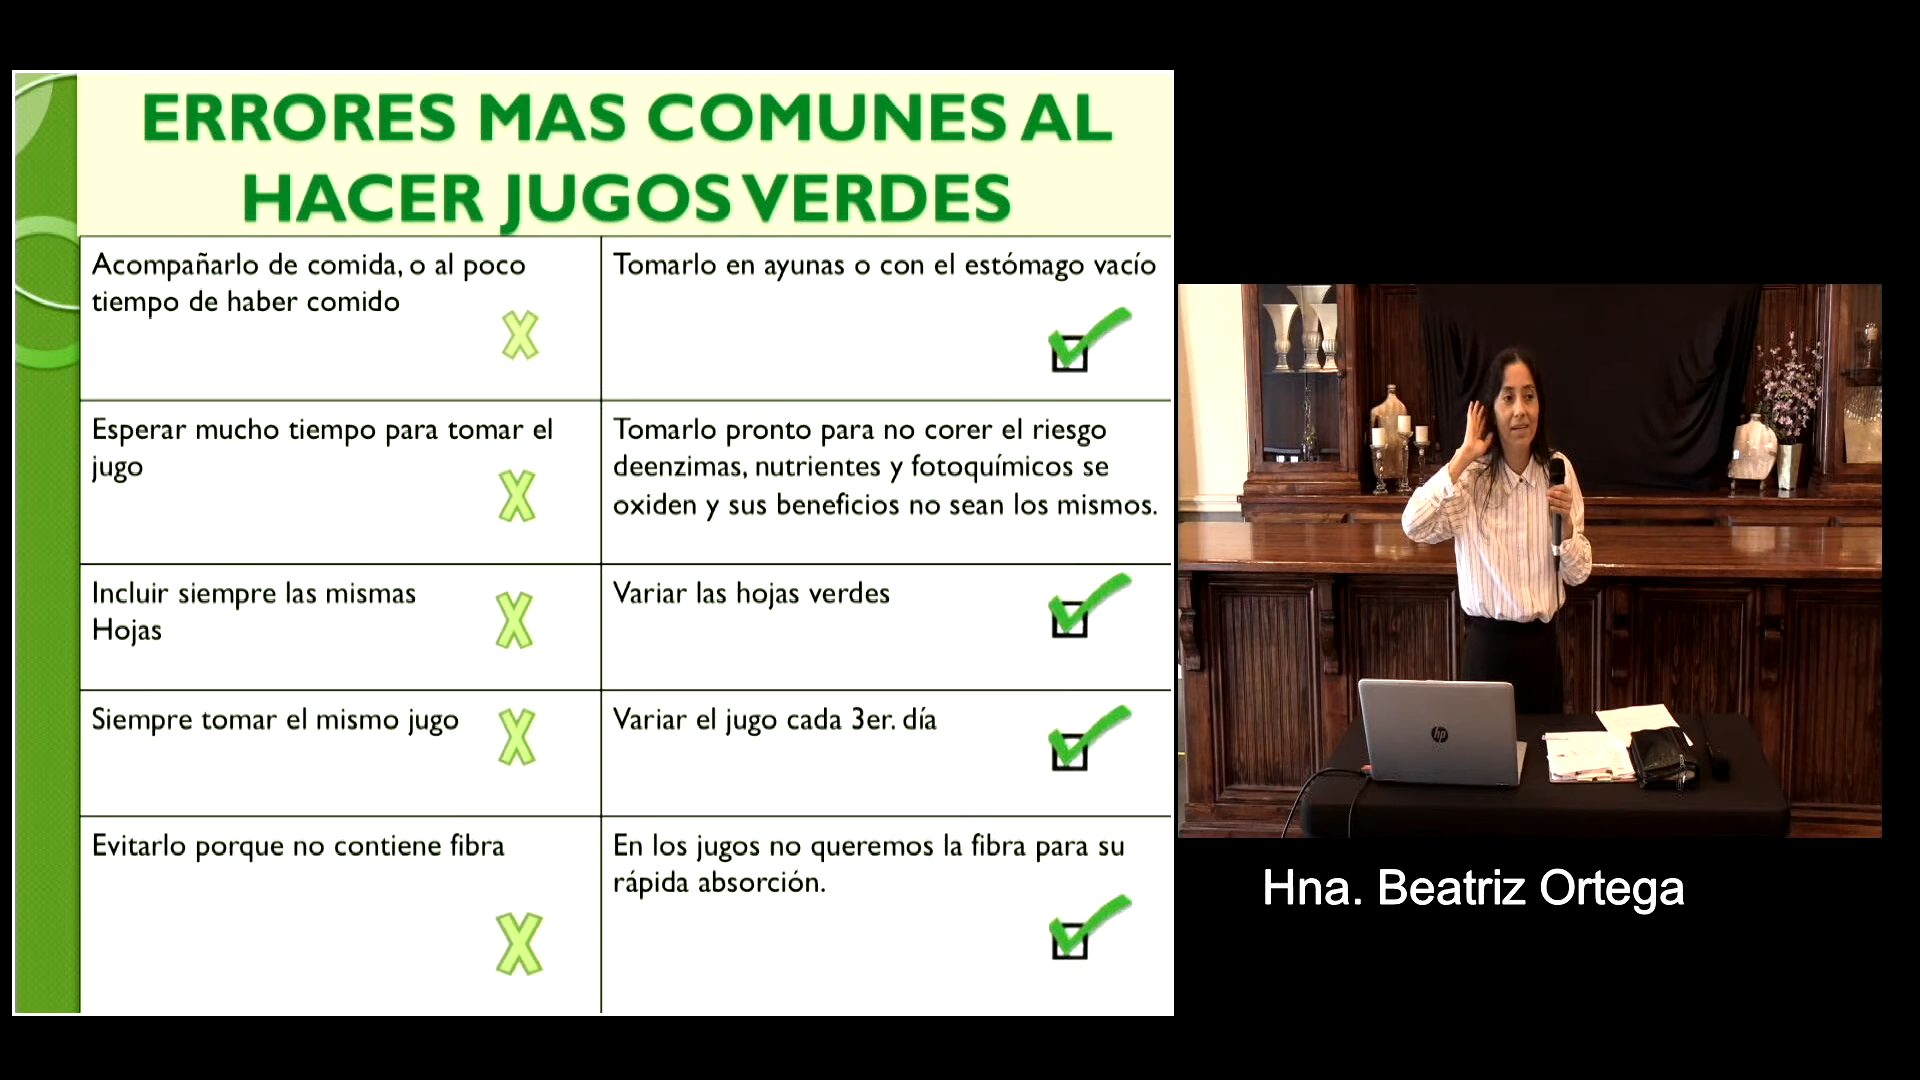 ERRORES MAS COMUNES AL
HACER JUGOS VERDES
Acompañarlo de comida, o al poco
tiempo de haber comido
X
Tomarlo en ayunas o con el estómago vacío
Esperar mucho tiempo para tomar el
jugo
X
Tomarlo pronto para no corer el riesgo
deenzimas, nutrientes y fotoquímicos se
oxiden y sus beneficios no sean los mismos.
Incluir siempre las mismas
Hojas
X
Variar las hojas verdes
Siempre tomar el mismo jugo
X
Variar el jugo cada 3er. día
Evitarlo porque no contiene fibra
X
En los jugos no queremos la fibra para su
rápida absorción.
hp
Hna. Beatriz Ortega